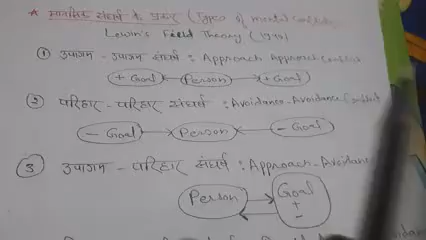 * मानसिक संघर्ष के प्रकार (Types of mental conflict
Lewin's Field Theory
① उपागम - उपागम संघर्ष : Approach Approach conflict
+ Goal Person + Goal
② परिहार - परिहार संघर्ष : Avoidance-Avoidance Conflict
- Goal Person - Goal
③ उपागम - परिहार संघर्ष : Approach-Avoidance
Person Goal
+
-